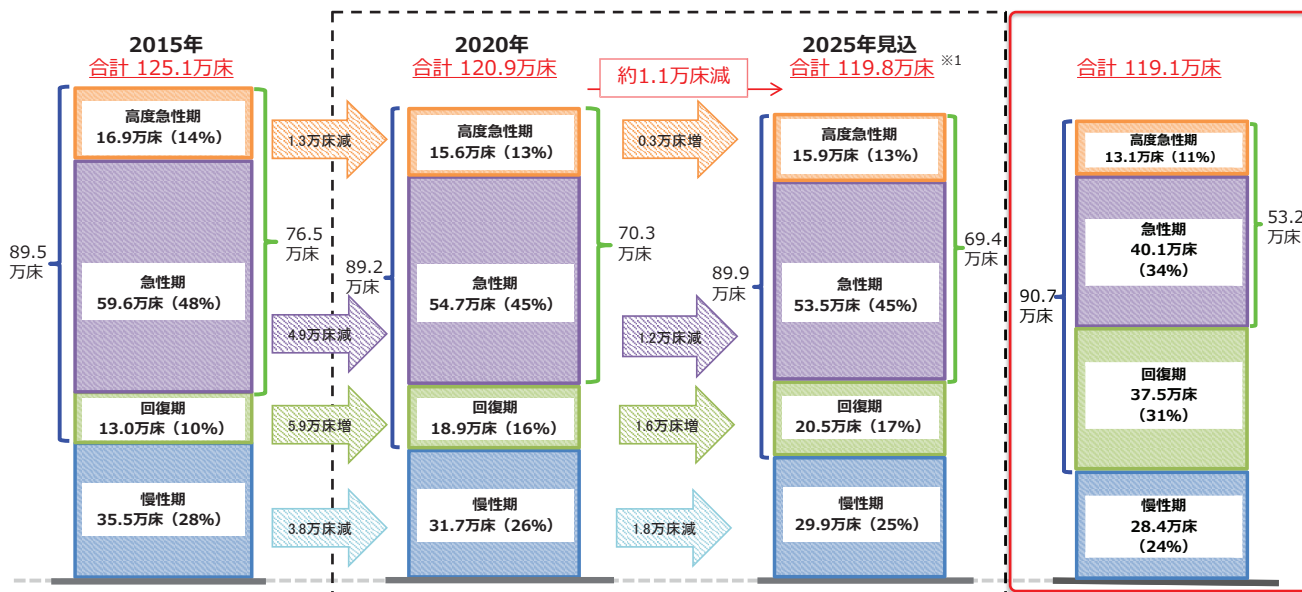 2015年
合計 125.1万床
高度急性期
16.9万床（14%）
急性期
59.6万床（48%）
回復期
13.0万床（10%）
慢性期
35.5万床（28%）
89.5
万床
76.5
万床
1.3万床減
4.9万床減
5.9万床増
3.8万床減
2020年
合計 120.9万床
高度急性期
15.6万床（13%）
急性期
54.7万床（45%）
回復期
18.9万床（16%）
慢性期
31.7万床（26%）
89.2
万床
70.3
万床
約1.1万床減
0.3万床増
1.2万床減
1.6万床増
1.8万床減
2025年見込
合計 119.8万床 ※1
高度急性期
15.9万床（13%）
急性期
53.5万床（45%）
回復期
20.5万床（17%）
慢性期
29.9万床（25%）
89.9
万床
69.4
万床
合計 119.1万床
高度急性期
13.1万床（11%）
急性期
40.1万床
（34%）
回復期
37.5万床
（31%）
慢性期
28.4万床
（24%）
90.7
万床
53.2
万床